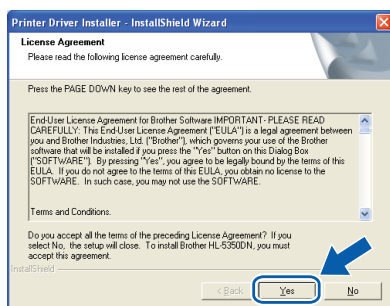 Printer Driver Installer - InstallShield Wizard
License Agreement
Please read the following license agreement carefully.
Press the PAGE DOWN key to see the rest of the agreement.
End-User License Agreement for Brother Software IMPORTANT- PLEASE READ
CAREFULLY: This End-User License Agreement ("EULA") is a legal agreement between
you and Brother Industries, Ltd. ("Brother"), which governs your use of the Brother
software that will be installed if you press the "Yes" button on this Dialog Box
("SOFTWARE"). By pressing "Yes", you agree to be legally bound by the terms of this
EULA. If you do not agree to the terms of this EULA, you obtain no license to the
SOFTWARE. In such case, you may not use the SOFTWARE.
Terms and Conditions.
Do you accept all the terms of the preceding License Agreement? If you
select No, the setup will close. To install Brother HL-5350DN, you must
accept this agreement.
InstallShield
< Back Yes No